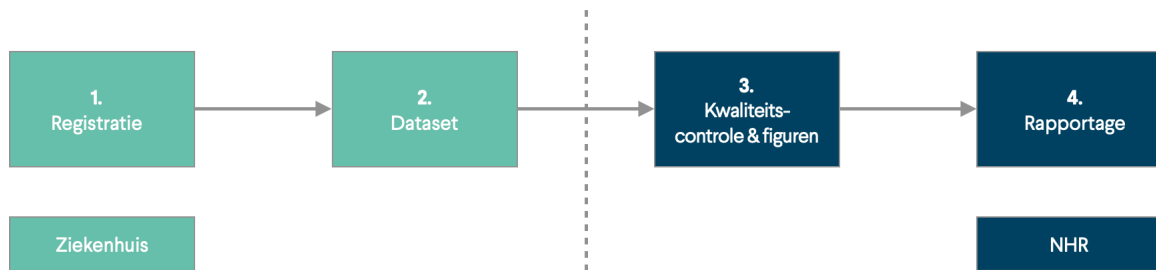 1.
Registratie
2.
Dataset
3.
Kwaliteits-
controle & figuren
4.
Rapportage
Ziekenhuis
NHR